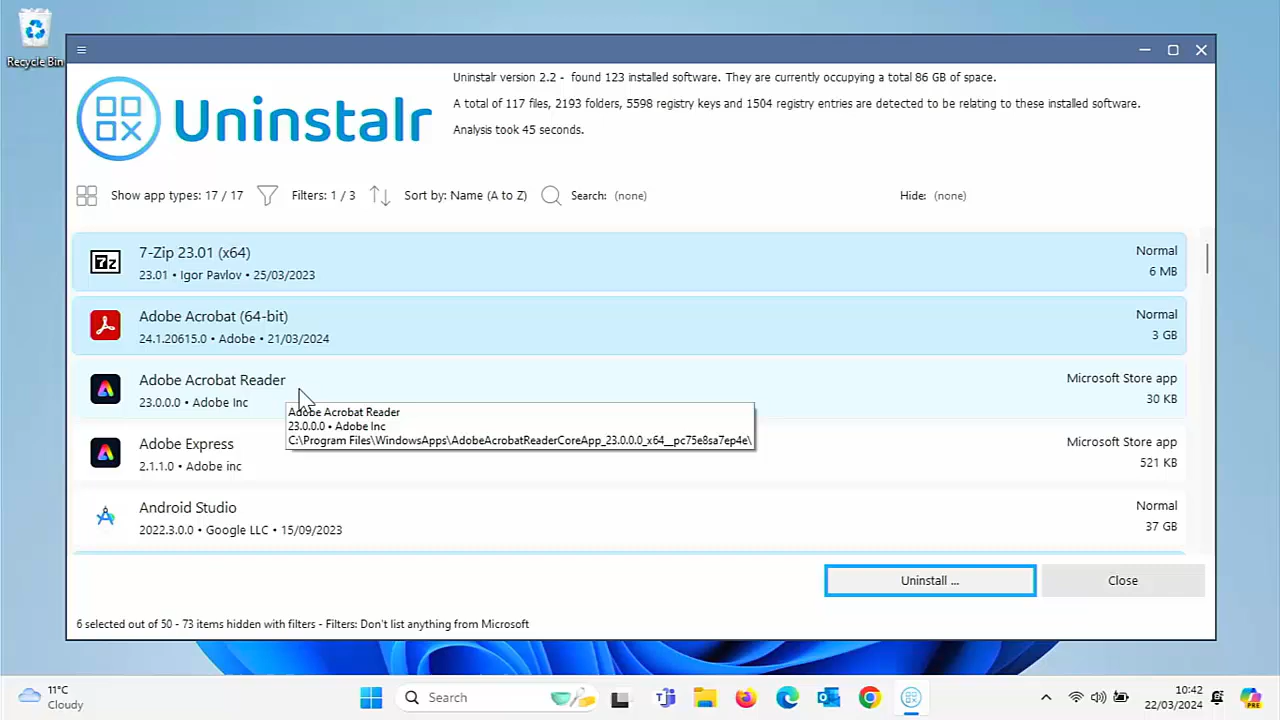 Recycle Bin
Uninstalr
Uninstalr version 2.2 - found 123 installed software. They are currently occupying a total 86 GB of space.
A total of 117 files, 2193 folders, 5598 registry keys and 1504 registry entries are detected to be relating to these installed software.
Analysis took 45 seconds.
Show app types: 17 / 17 Filters: 1 / 3 Sort by: Name (A to Z) Search: (none) Hide: (none)
7z
7-Zip 23.01 (x64) Normal
23.01 • Igor Pavlov • 25/03/2023 6 MB
Adobe Acrobat (64-bit) Normal
24.1.20615.0 • Adobe • 21/03/2024 3 GB
Adobe Acrobat Reader Microsoft Store app
23.0.0.0 • Adobe Inc 30 KB
Adobe Acrobat Reader
23.0.0.0 • Adobe Inc
C:\Program Files\WindowsApps\AdobeAcrobatReaderCoreApp_23.0.0.0_x64__pc75e8sa7ep4e\
Adobe Express Microsoft Store app
2.1.1.0 • Adobe inc 521 KB
Android Studio Normal
2022.3.0.0 • Google LLC • 15/09/2023 37 GB
Uninstall ... Close
6 selected out of 50 - 73 items hidden with filters - Filters: Don't list anything from Microsoft
11°C
Cloudy
Search
10:42
22/03/2024
PRE